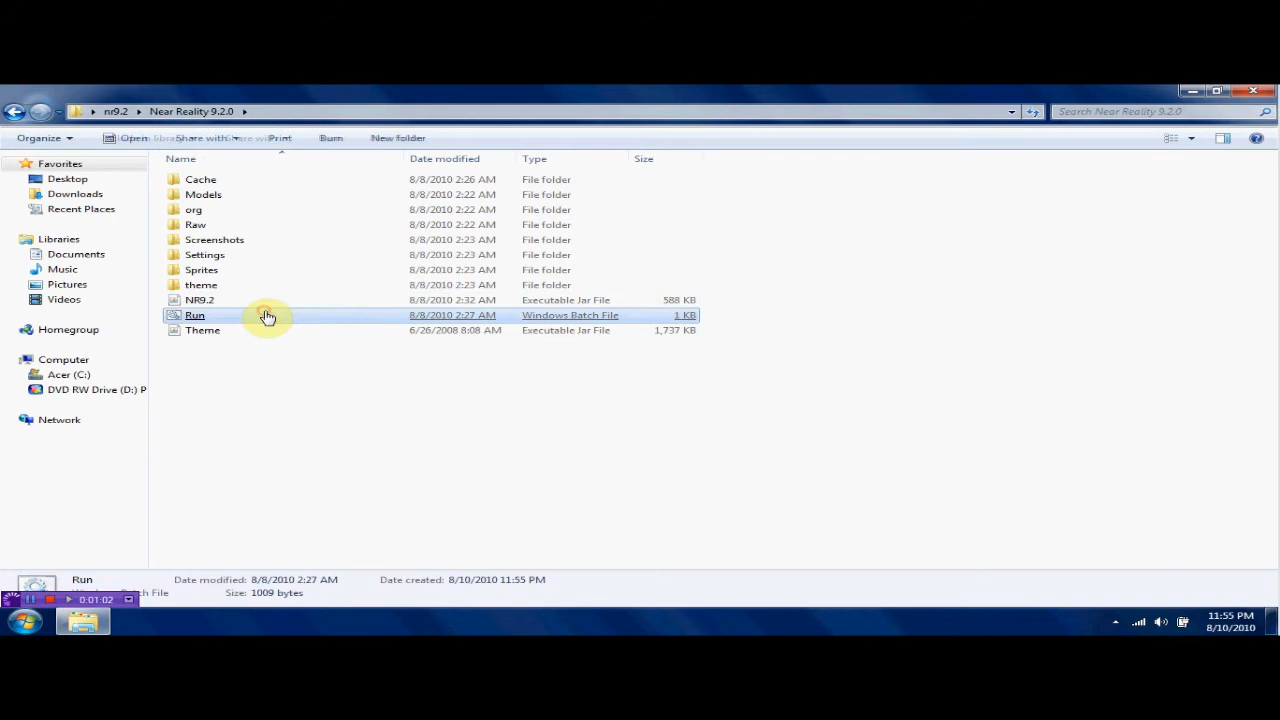 nr9.2 Near Reality 9.2.0 Search Near Reality 9.2.0
Organize Open Share with Print Burn New folder
Name Date modified Type Size
Favorites
Desktop
Downloads
Recent Places
Libraries
Documents
Music
Pictures
Videos
Homegroup
Computer
Acer (C:)
DVD RW Drive (D:) P
Network
Cache 8/8/2010 2:26 AM File folder
Models 8/8/2010 2:22 AM File folder
org 8/8/2010 2:22 AM File folder
Raw 8/8/2010 2:22 AM File folder
Screenshots 8/8/2010 2:23 AM File folder
Settings 8/8/2010 2:23 AM File folder
Sprites 8/8/2010 2:23 AM File folder
theme 8/8/2010 2:23 AM File folder
NR9.2 8/8/2010 2:32 AM Executable Jar File 588 KB
Run 8/8/2010 2:27 AM Windows Batch File 1 KB
Theme 6/26/2008 8:08 AM Executable Jar File 1,737 KB
Run Date modified: 8/8/2010 2:27 AM Date created: 8/10/2010 11:55 PM
Batch File Size: 1009 bytes
0:01:02
11:55 PM
8/10/2010